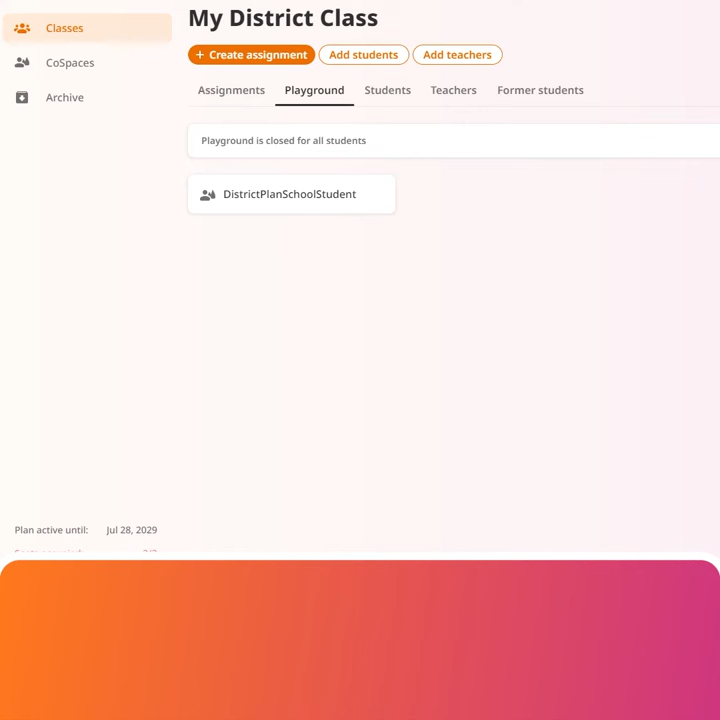 My District Class
Classes
+ Create assignment
Add students
Add teachers
CoSpaces
Assignments
Playground
Students
Teachers
Former students
Archive
Playground is closed for all students
DistrictPlanSchoolStudent
Plan active until: Jul 28, 2029